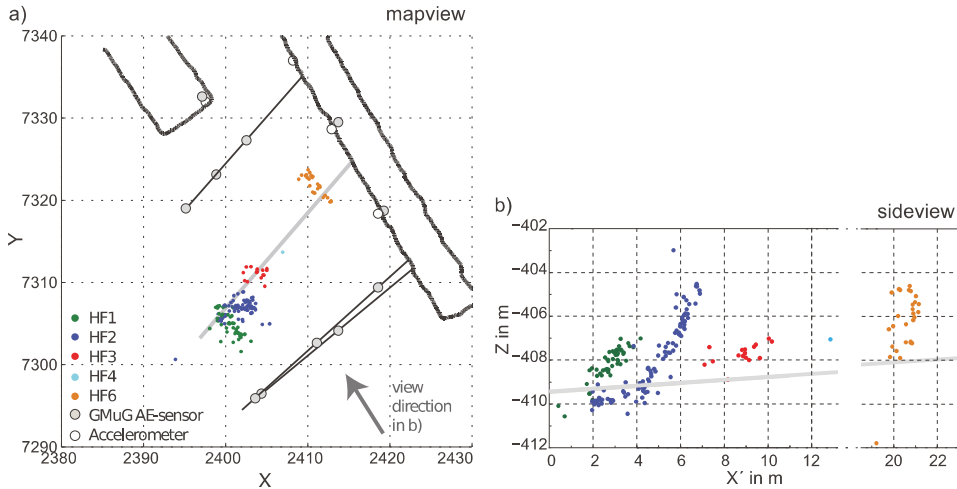 a)
mapview
7340
7330
7320
7310
7300
7290
Y
2380
2390
2400
2410
2420
2430
X
HF1
HF2
HF3
HF4
HF6
GMuG AE-sensor
Accelerometer
view
direction
in b)
b)
sideview
−402
−404
−406
−408
−410
−412
Z in m
0
2
4
6
8
10
12
20
22
X´ in m